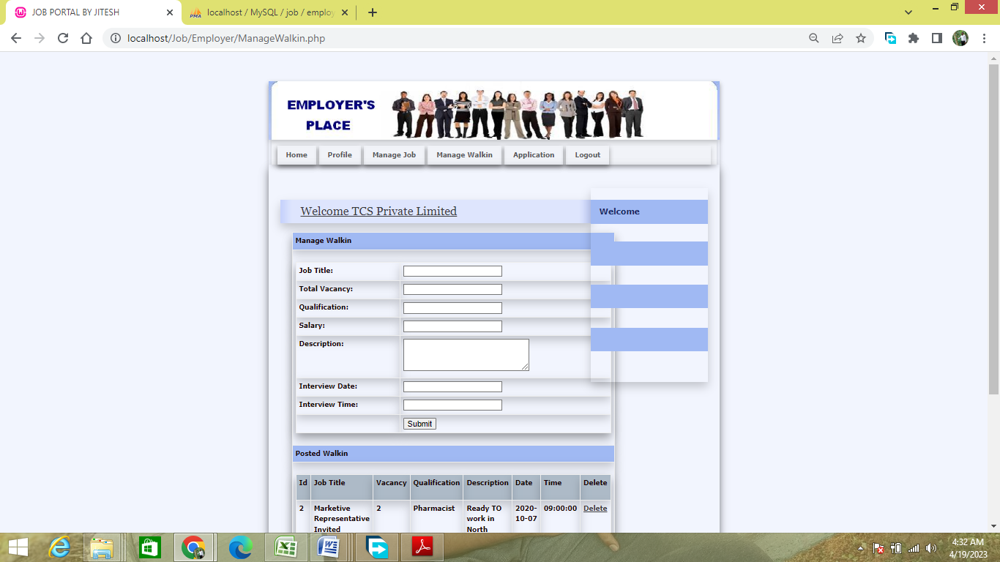 JOB PORTAL BY JITESH
localhost / MySQL / job / employ
localhost/Job/Employer/ManageWalkin.php
EMPLOYER'S
PLACE
Home Profile Manage Job Manage Walkin Application Logout
Welcome TCS Private Limited
Welcome
Manage Walkin
Job Title:
Total Vacancy:
Qualification:
Salary:
Description:
Interview Date:
Interview Time:
Submit
Posted Walkin
Id Job Title Vacancy Qualification Description Date Time Delete
2 Marketive 2 Pharmacist Ready TO 2020- 09:00:00 Delete
Representative work in 10-07
Invited North
4:32 AM
4/19/2023